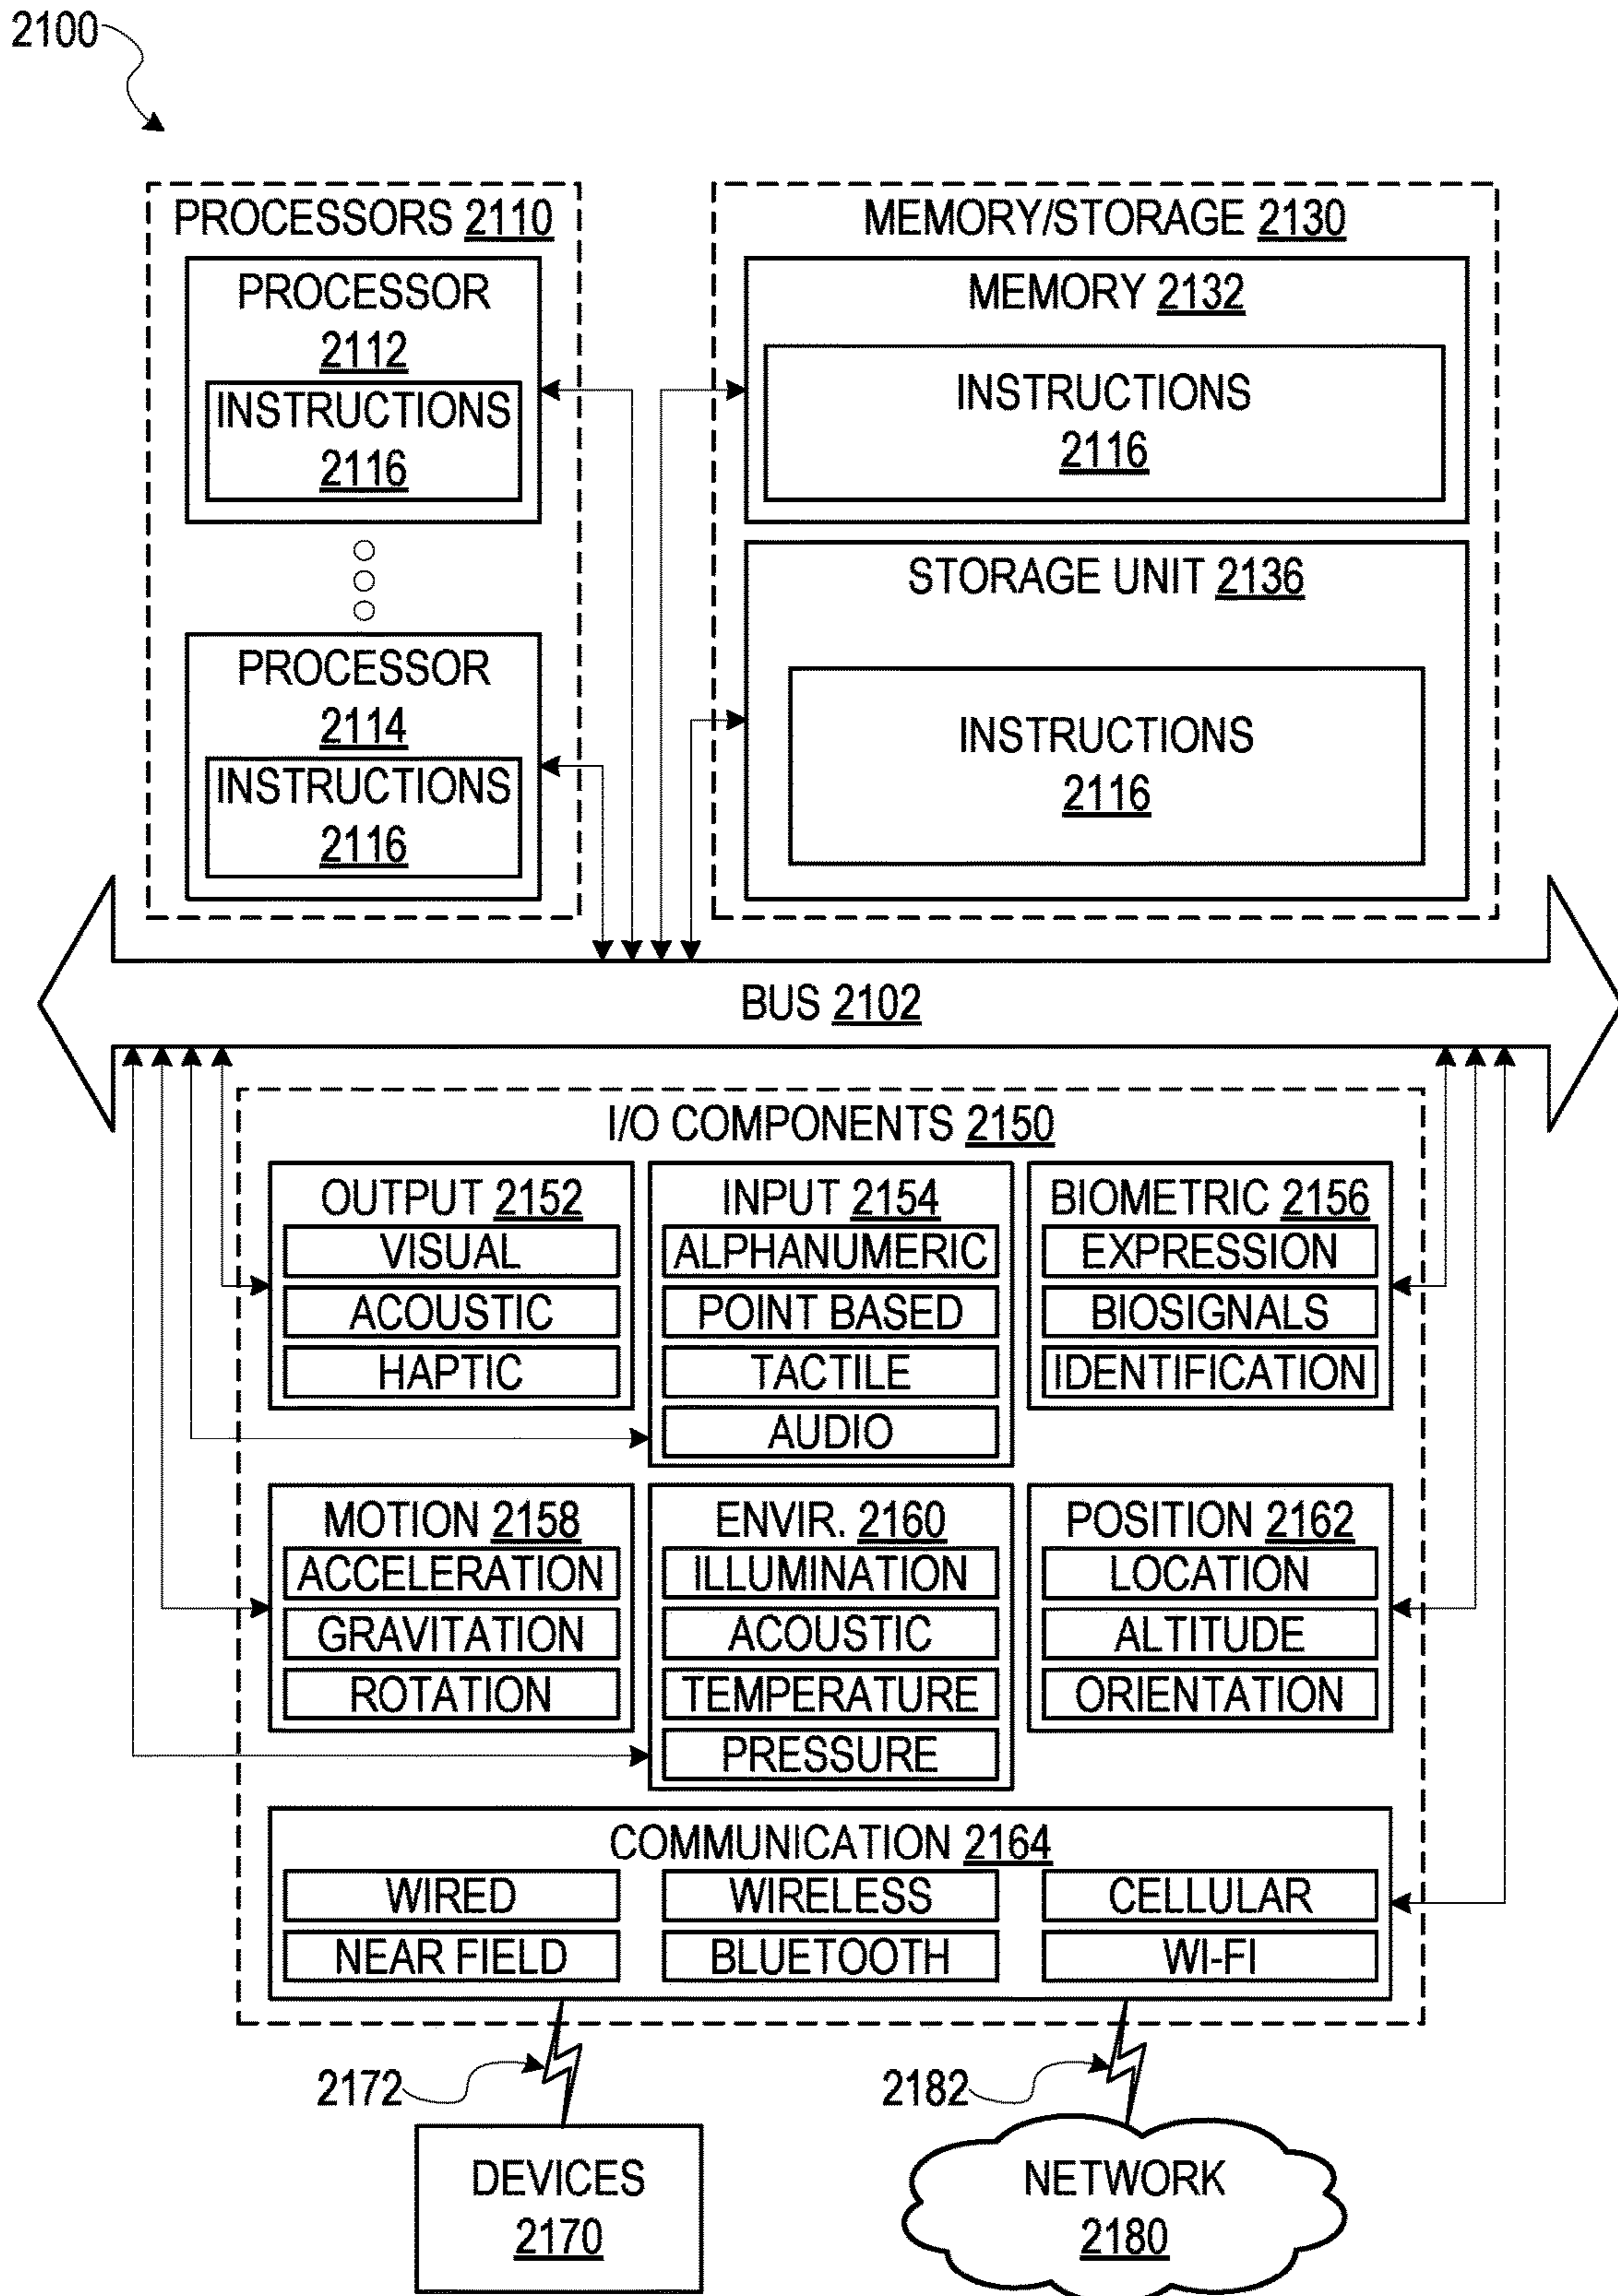 2100
PROCESSORS 2110
PROCESSOR
2112
INSTRUCTIONS
2116
PROCESSOR
2114
INSTRUCTIONS
2116
MEMORY/STORAGE 2130
MEMORY 2132
INSTRUCTIONS
2116
STORAGE UNIT 2136
INSTRUCTIONS
2116
BUS 2102
I/O COMPONENTS 2150
OUTPUT 2152
VISUAL
ACOUSTIC
HAPTIC
INPUT 2154
ALPHANUMERIC
POINT BASED
TACTILE
AUDIO
BIOMETRIC 2156
EXPRESSION
BIOSIGNALS
IDENTIFICATION
MOTION 2158
ACCELERATION
GRAVITATION
ROTATION
ENVIR. 2160
ILLUMINATION
ACOUSTIC
TEMPERATURE
PRESSURE
POSITION 2162
LOCATION
ALTITUDE
ORIENTATION
COMMUNICATION 2164
WIRED
WIRELESS
CELLULAR
NEAR FIELD
BLUETOOTH
WI-FI
2172
2182
DEVICES
2170
NETWORK
2180